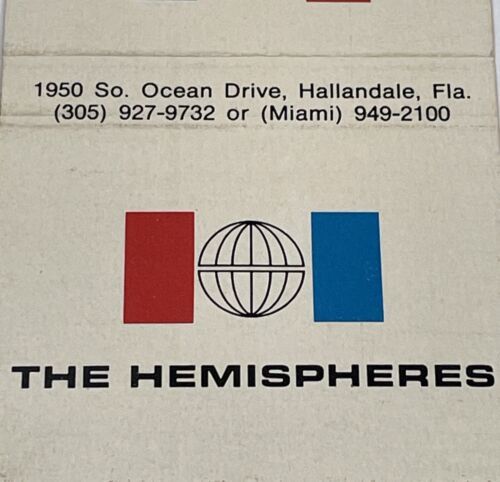 1950 So. Ocean Drive, Hallandale, Fla.
(305) 927-9732 or (Miami) 949-2100
THE HEMISPHERES